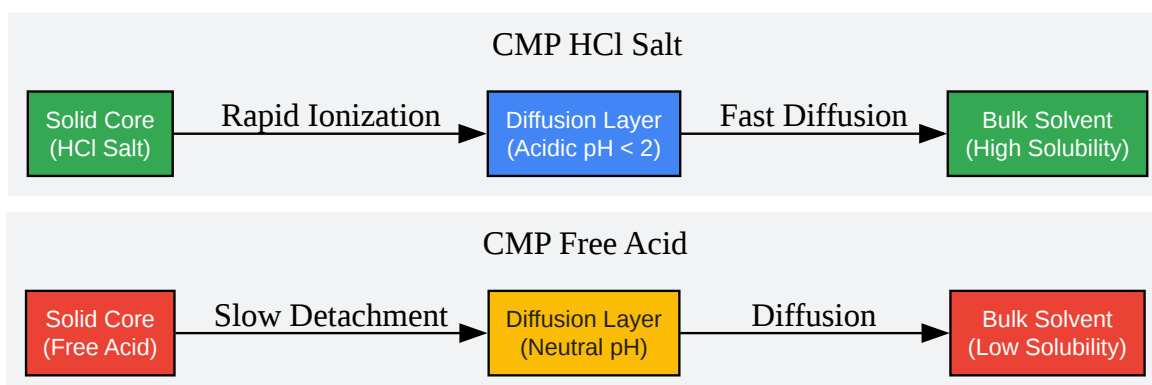 CMP HCl Salt
Solid Core
(HCl Salt)
Rapid Ionization
Diffusion Layer
(Acidic pH < 2)
Fast Diffusion
Bulk Solvent
(High Solubility)
CMP Free Acid
Solid Core
(Free Acid)
Slow Detachment
Diffusion Layer
(Neutral pH)
Diffusion
Bulk Solvent
(Low Solubility)